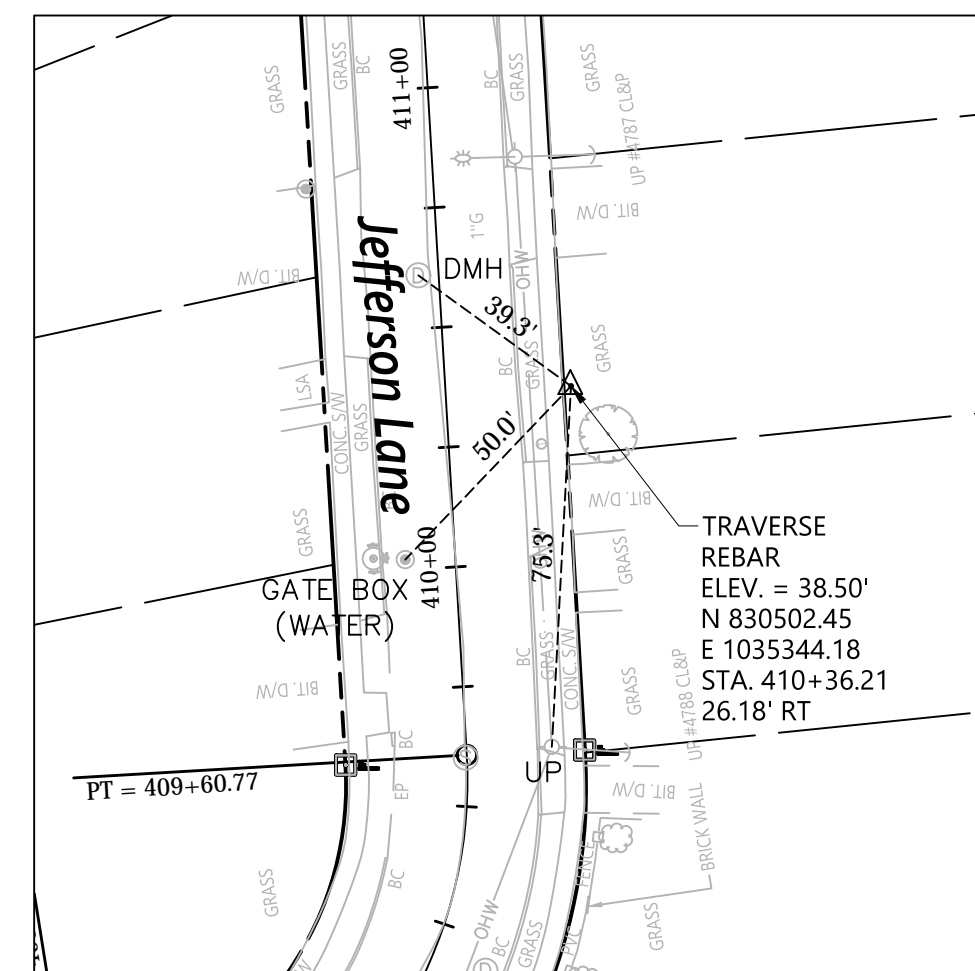 GRASS
GRASS
BC
411+00
BC
GRASS
GRASS
UP #4787 CL&P
BIT. D/W
1"G
OHW
Jefferson Lane
DMH
BIT. D/W
39.3'
BC
GRASS
GRASS
LSA
CONC. S/W
GRASS
50.0'
BIT. D/W
GRASS
410+00
75.3'
GRASS
GATE BOX
(WATER)
TRAVERSE
REBAR
ELEV. = 38.50'
N 830502.45
E 1035344.18
STA. 410+36.21
26.18' RT
BC
GRASS
CONC. S/W
GRASS
UP #4788 CL&P
BIT. D/W
BC
EP
UP
PT = 409+60.77
BIT. D/W
BRICK WALL
FENCE
PVC
GRASS
BC
OHW
BC
GRASS
GRASS